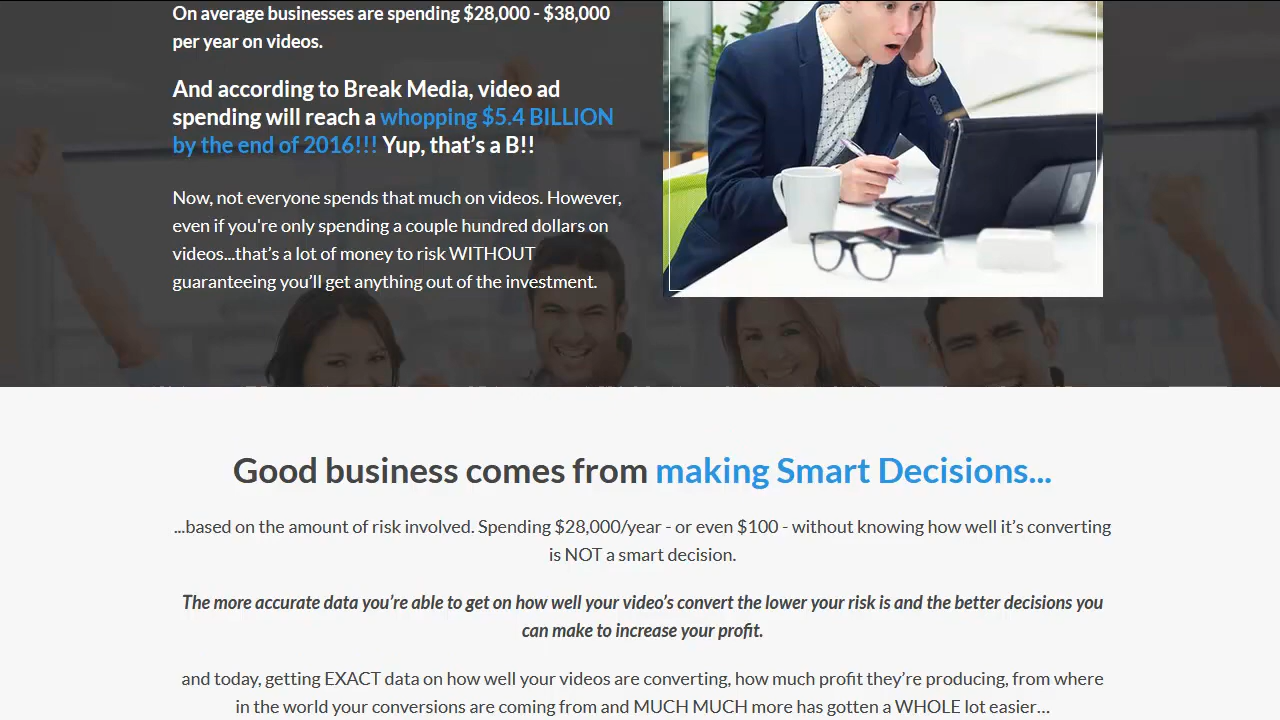 On average businesses are spending $28,000 - $38,000
per year on videos.
And according to Break Media, video ad
spending will reach a whopping $5.4 BILLION
by the end of 2016!!! Yup, that’s a B!!
Now, not everyone spends that much on videos. However,
even if you're only spending a couple hundred dollars on
videos...that’s a lot of money to risk WITHOUT
guaranteeing you’ll get anything out of the investment.
Good business comes from making Smart Decisions...
...based on the amount of risk involved. Spending $28,000/year - or even $100 - without knowing how well it’s converting
is NOT a smart decision.
The more accurate data you’re able to get on how well your video’s convert the lower your risk is and the better decisions you
can make to increase your profit.
and today, getting EXACT data on how well your videos are converting, how much profit they’re producing, from where
in the world your conversions are coming from and MUCH MUCH more has gotten a WHOLE lot easier…